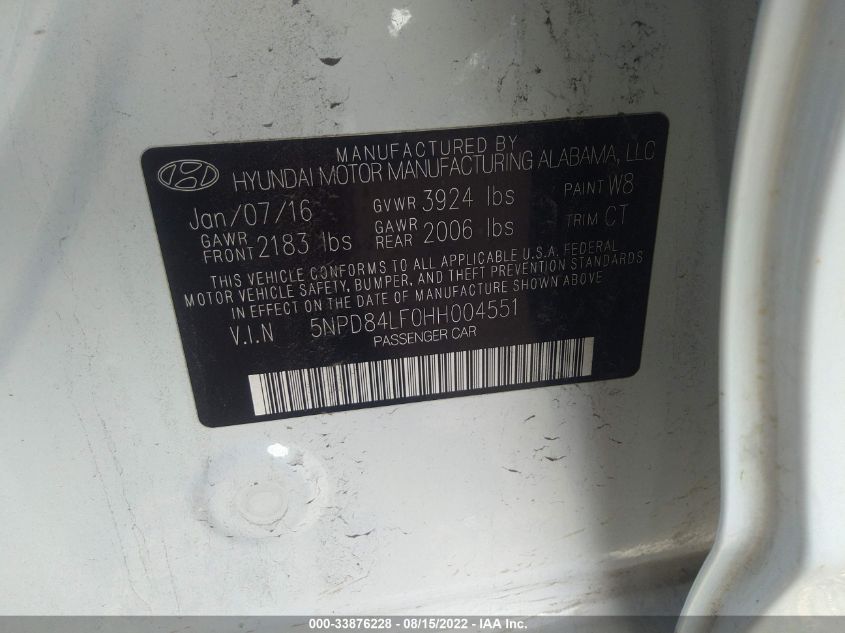 MANUFACTURED BY
HYUNDAI MOTOR MANUFACTURING ALABAMA, LLC
Jan/07/16 GVWR 3924 lbs PAINT W8
GAWR FRONT 2183 lbs GAWR REAR 2006 lbs TRIM CT
THIS VEHICLE CONFORMS TO ALL APPLICABLE U.S.A. FEDERAL
MOTOR VEHICLE SAFETY, BUMPER, AND THEFT PREVENTION STANDARDS
IN EFFECT ON THE DATE OF MANUFACTURE SHOWN ABOVE
V.I.N 5NPD84LF0HH004551
PASSENGER CAR
000-33876228 - 08/15/2022 - IAA Inc.